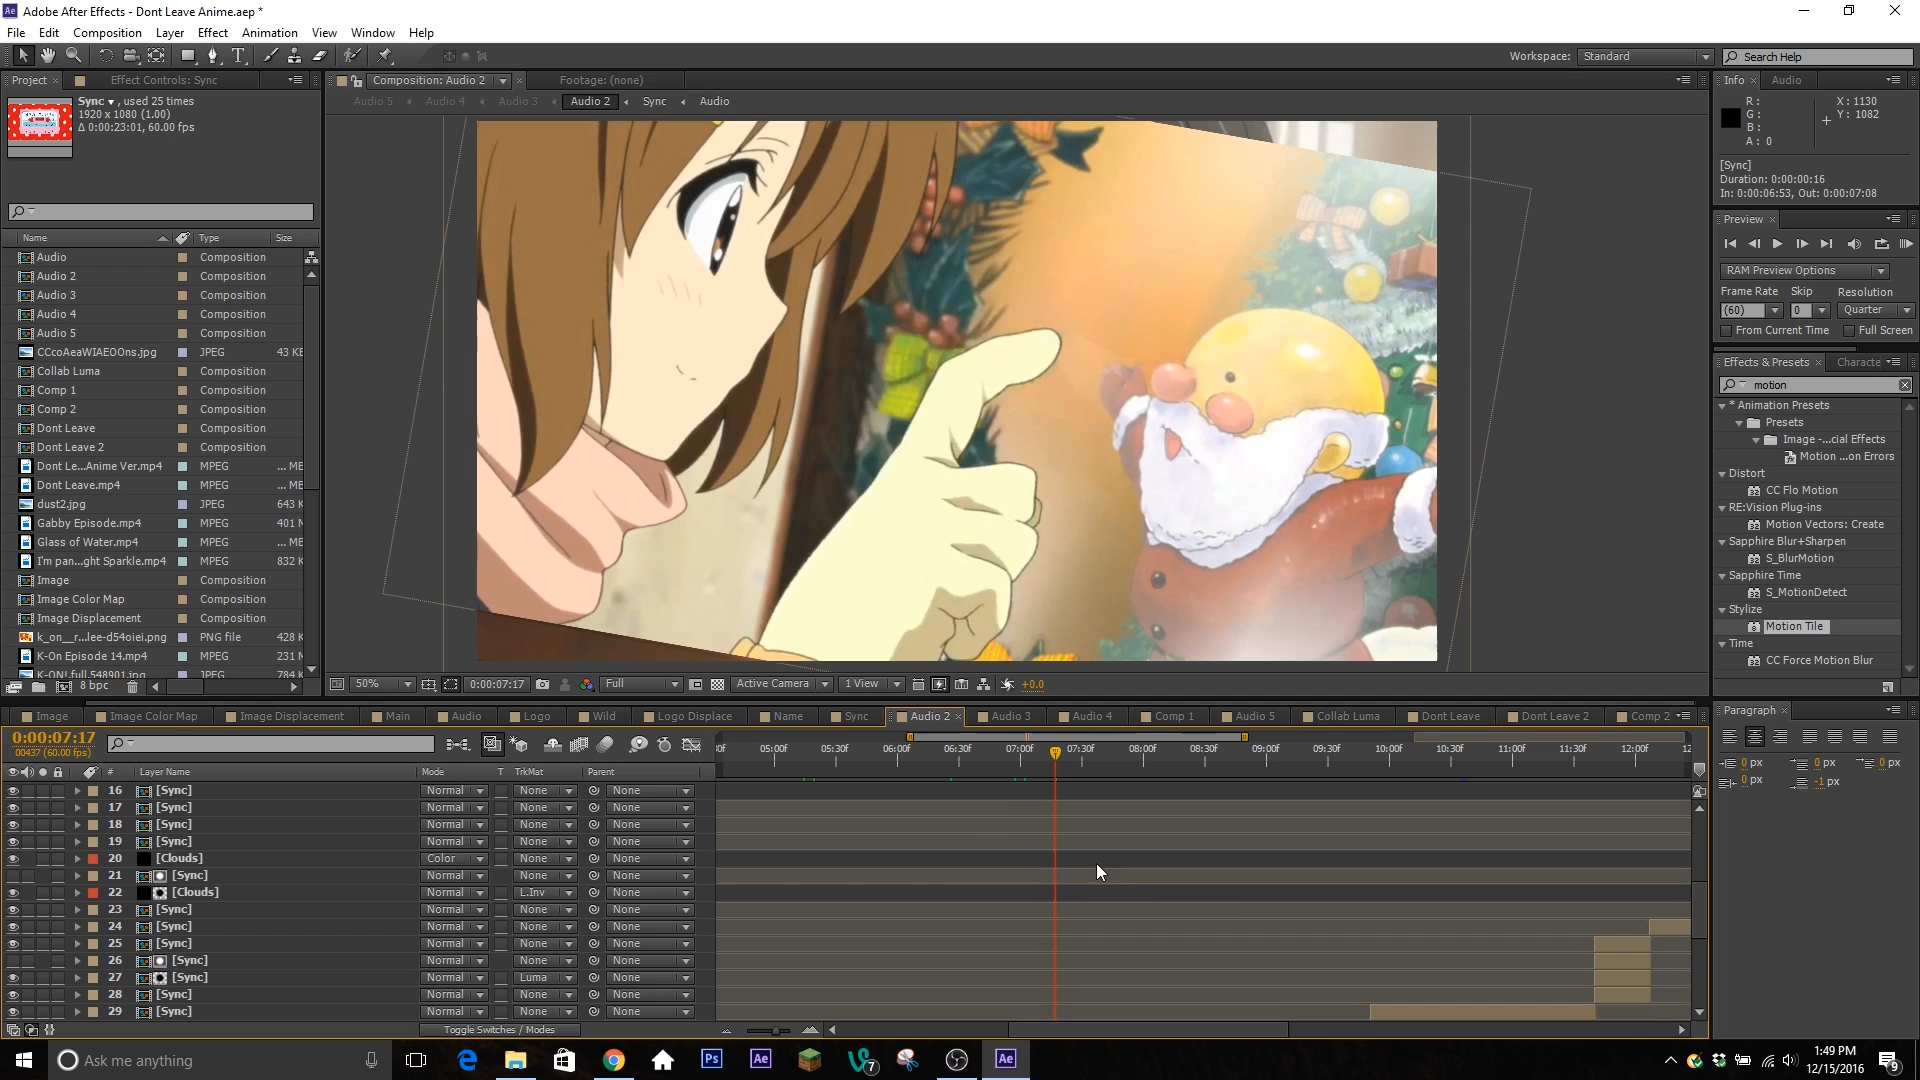 Adobe After Effects - Dont Leave Anime.aep *
File Edit Composition Layer Effect Animation View Window Help
Workspace: Standard Search Help
Project Effect Controls: Sync
Sync , used 25 times
1920 x 1080 (1.00)
Δ 0:00:23:01, 60.00 fps
Name Type Size
Audio Composition
Audio 2 Composition
Audio 3 Composition
Audio 4 Composition
Audio 5 Composition
CCcoAeaWIAEOOns.jpg JPEG 43 KB
Collab Luma Composition
Comp 1 Composition
Comp 2 Composition
Dont Leave Composition
Dont Leave 2 Composition
Dont Le...Anime Ver.mp4 MPEG ... ME
Dont Leave.mp4 MPEG ... ME
dust2.jpg JPEG 643 K
Gabby Episode.mp4 MPEG 401 M
Glass of Water.mp4 MPEG ... ME
I'm pan...ght Sparkle.mp4 MPEG 832 K
Image Composition
Image Color Map Composition
Image Displacement Composition
k_on__r...lee-d54oiei.png PNG file 428 K
K-On Episode 14.mp4 MPEG 231 M
K-ON!.full.548901.jpg JPEG 784 K
8 bpc
Composition: Audio 2 Footage: (none)
Audio 5 Audio 4 Audio 3 Audio 2 Sync Audio
50% 0:00:07:17 Full Active Camera 1 View +0.0
Info Audio
R : X : 1130
G : Y : 1082
B :
A : 0
[Sync]
Duration: 0:00:00:16
In: 0:00:06:53, Out: 0:00:07:08
Preview
RAM Preview Options
Frame Rate Skip Resolution
(60) 0 Quarter
From Current Time Full Screen
Effects & Presets Characte
motion
* Animation Presets
Presets
Image -...cial Effects
Motion ...on Errors
Distort
CC Flo Motion
RE:Vision Plug-ins
Motion Vectors: Create
Sapphire Blur+Sharpen
S_BlurMotion
Sapphire Time
S_MotionDetect
Stylize
Motion Tile
Time
CC Force Motion Blur
Paragraph
0 px 0 px 0 px
0 px -1 px
Image Image Color Map Image Displacement Main Audio Logo Wild Logo Displace Name Sync Audio 2 Audio 3 Audio 4 Comp 1 Audio 5 Collab Luma Dont Leave Dont Leave 2 Comp 2
0:00:07:17
00437 (60.00 fps)
05:00f 05:30f 06:00f 06:30f 07:00f 07:30f 08:00f 08:30f 09:00f 09:30f 10:00f 10:30f 11:00f 11:30f 12:00f
# Layer Name Mode T TrkMat Parent
16 [Sync] Normal None None
17 [Sync] Normal None None
18 [Sync] Normal None None
19 [Sync] Normal None None
20 [Clouds] Color None None
21 [Sync] Normal None None
22 [Clouds] Normal L.Inv None
23 [Sync] Normal None None
24 [Sync] Normal None None
25 [Sync] Normal None None
26 [Sync] Normal None None
27 [Sync] Normal Luma None
28 [Sync] Normal None None
29 [Sync] Normal None None
Toggle Switches / Modes
Ask me anything
Ps Ae 7 Ae
1:49 PM
12/15/2016
9